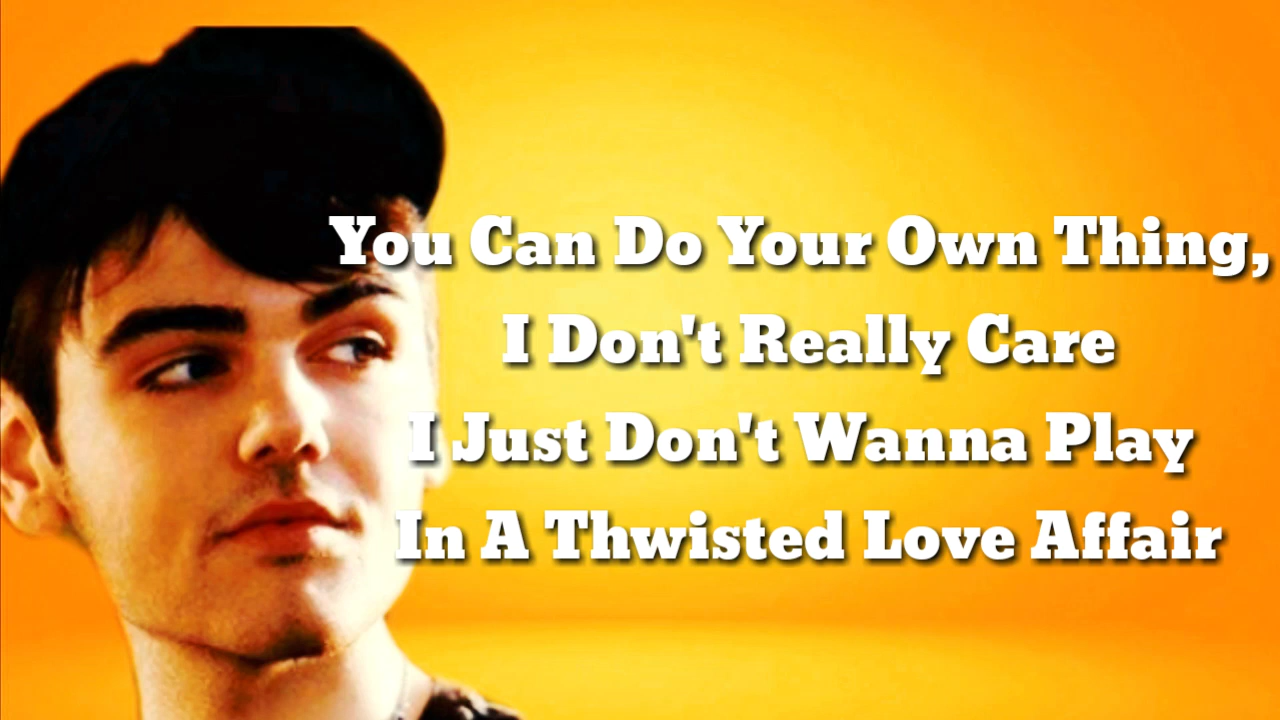 You Can Do Your Own Thing,
I Don't Really Care
I Just Don't Wanna Play
In A Thwisted Love Affair